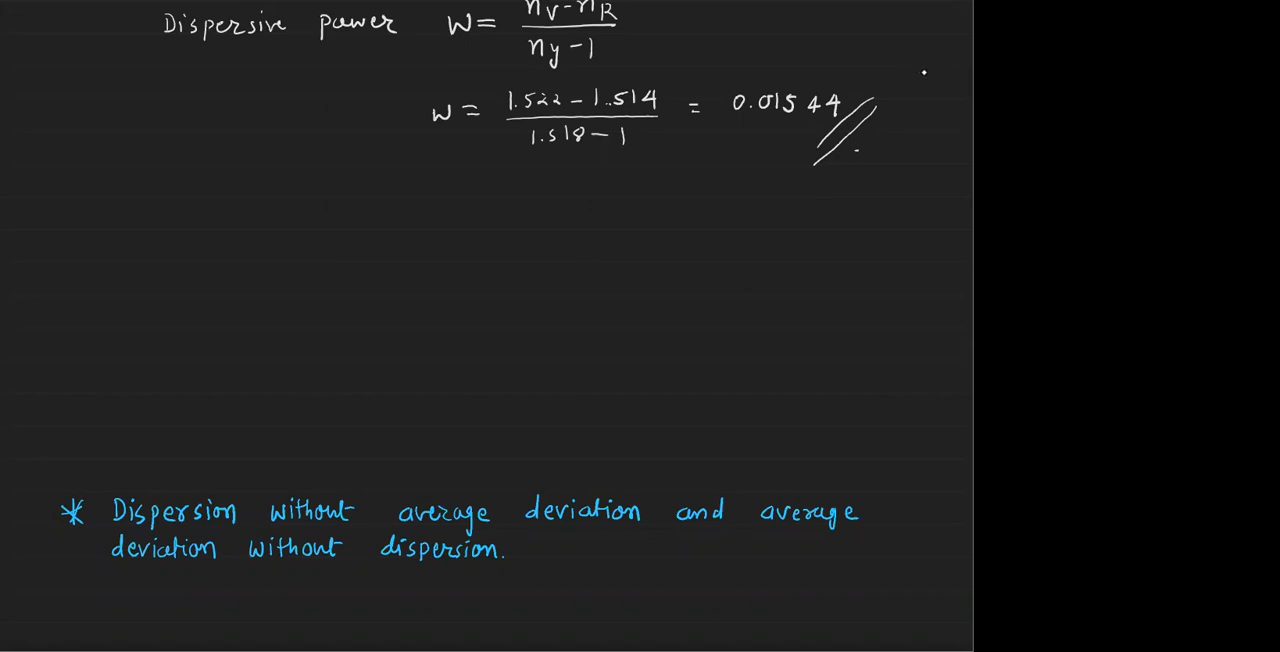 Dispersive power W = nv - nR / ny - 1
w = 1.522 - 1.514 / 1.518 - 1 = 0.01544
* Dispersion without average deviation and average
deviation without dispersion.